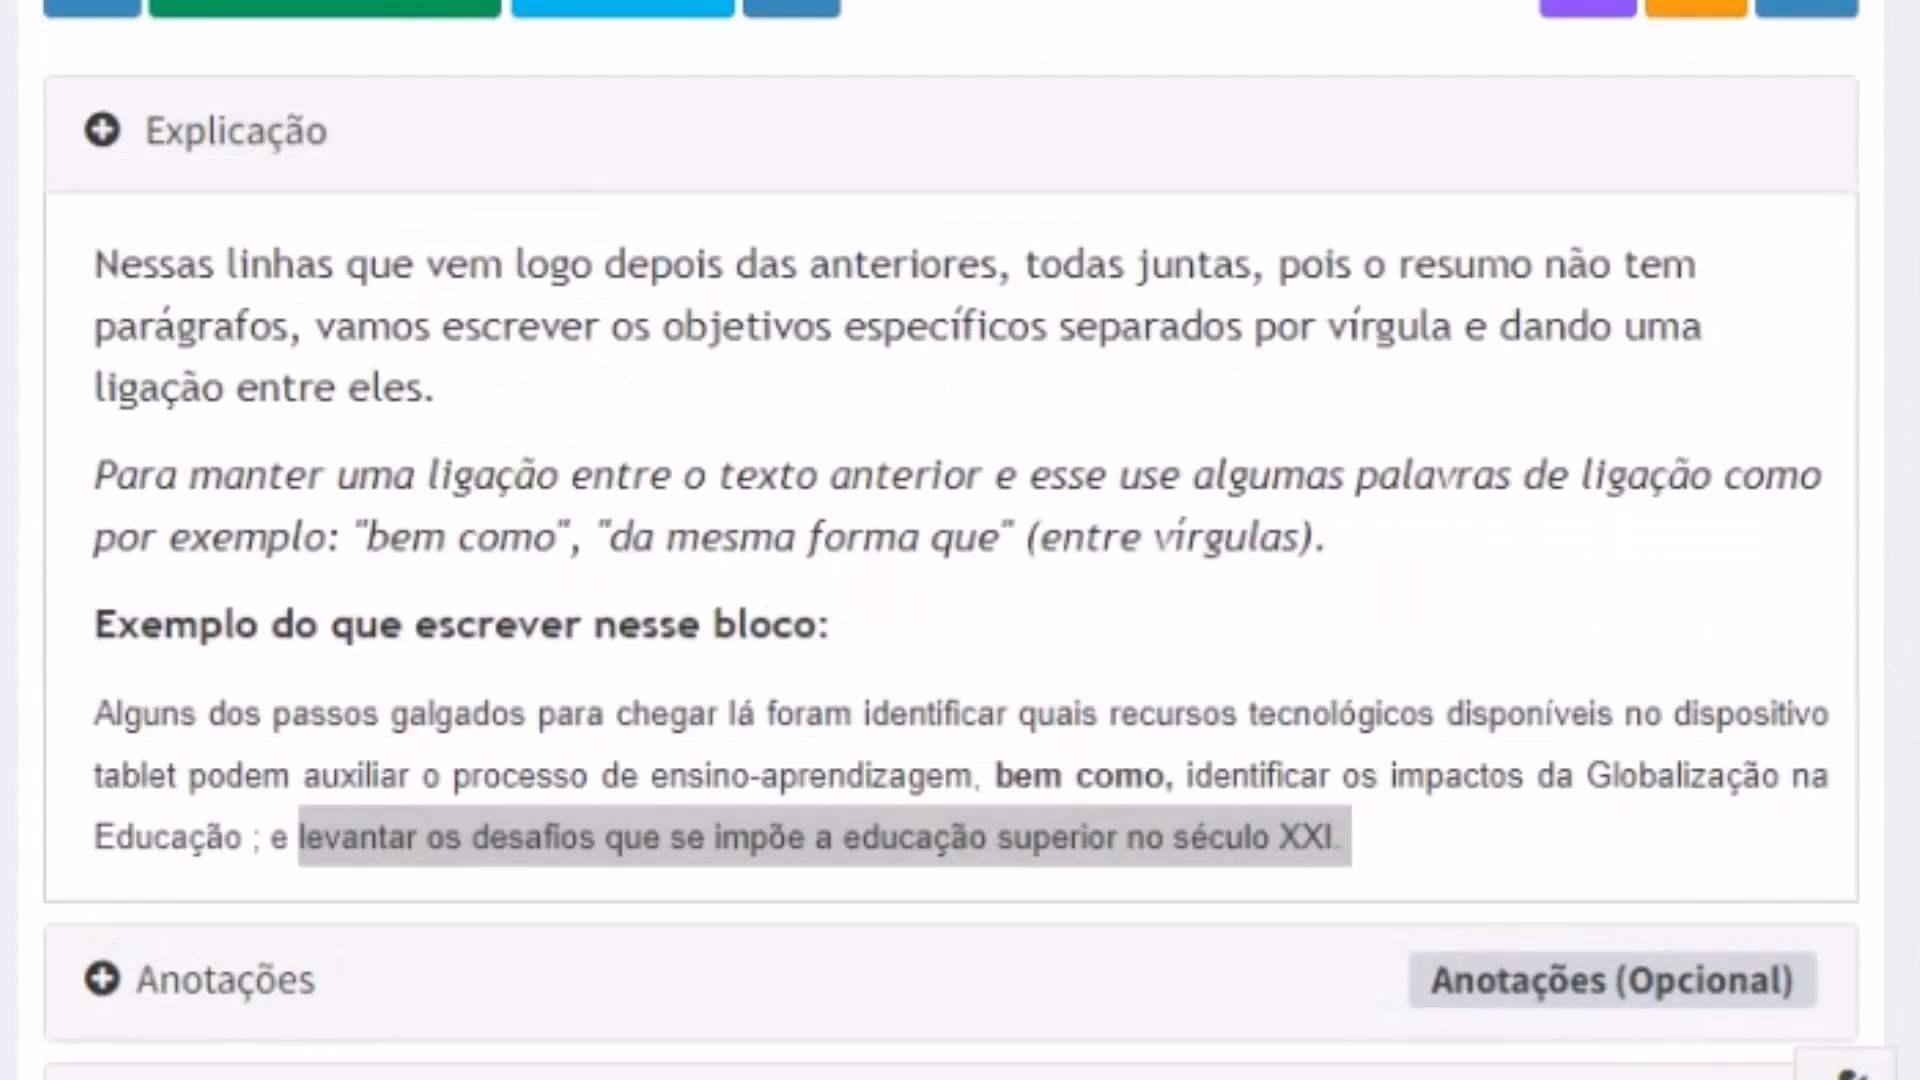 Explicação
Nessas linhas que vem logo depois das anteriores, todas juntas, pois o resumo não tem
parágrafos, vamos escrever os objetivos específicos separados por vírgula e dando uma
ligação entre eles.
Para manter uma ligação entre o texto anterior e esse use algumas palavras de ligação como
por exemplo: "bem como", "da mesma forma que" (entre vírgulas).
Exemplo do que escrever nesse bloco:
Alguns dos passos galgados para chegar lá foram identificar quais recursos tecnológicos disponíveis no dispositivo
tablet podem auxiliar o processo de ensino-aprendizagem, bem como, identificar os impactos da Globalização na
Educação ; e levantar os desafios que se impõe a educação superior no século XXI.
Anotações
Anotações (Opcional)